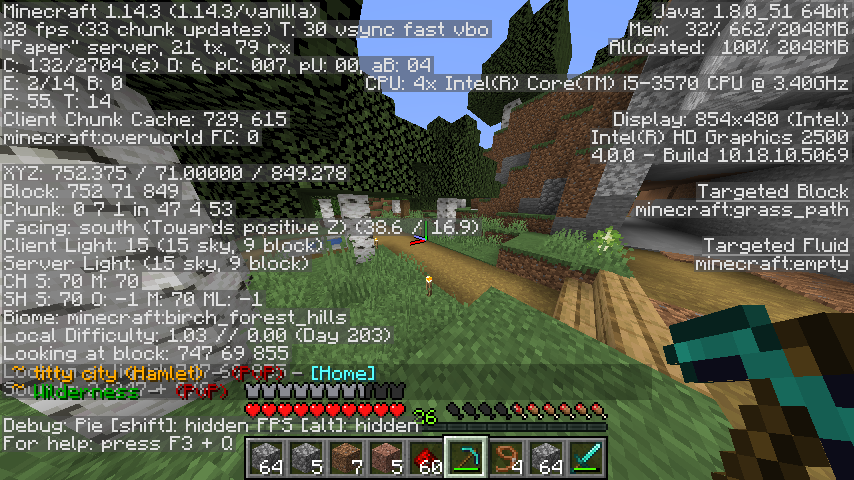 Minecraft 1.14.3 (1.14.3/vanilla)
28 fps (33 chunk updates) T: 30 vsync fast vbo
"Paper" server, 21 tx, 79 rx
C: 132/2704 (s) D: 6, pC: 007, pU: 00, aB: 04
E: 2/14, B: 0
P: 55, T: 14
Client Chunk Cache: 729, 615
minecraft:overworld FC: 0
XYZ: 752.375 / 71.00000 / 849.278
Block: 752 71 849
Chunk: 0 7 1 in 47 4 53
Facing: south (Towards positive Z) (38.6 / 16.9)
Client Light: 15 (15 sky, 9 block)
Server Light: (15 sky, 9 block)
CH S: 70 M: 70
SH S: 70 O: -1 M: 70 ML: -1
Biome: minecraft:birch_forest_hills
Local Difficulty: 1.03 // 0.00 (Day 203)
Looking at block: 747 69 855
~ titty city (Hamlet) - (PvP) - [Home]
~ Wilderness - (PvP)
Debug: Pie [shift]: hidden FPS [alt]: hidden
For help: press F3 + Q
Java: 1.8.0_51 64bit
Mem: 32% 662/2048MB
Allocated: 100% 2048MB
CPU: 4x Intel(R) Core(TM) i5-3570 CPU @ 3.40GHz
Display: 854x480 (Intel)
Intel(R) HD Graphics 2500
4.0.0 - Build 10.18.10.5069
Targeted Block
minecraft:grass_path
Targeted Fluid
minecraft:empty
26
64 5 7 5 60 4 64